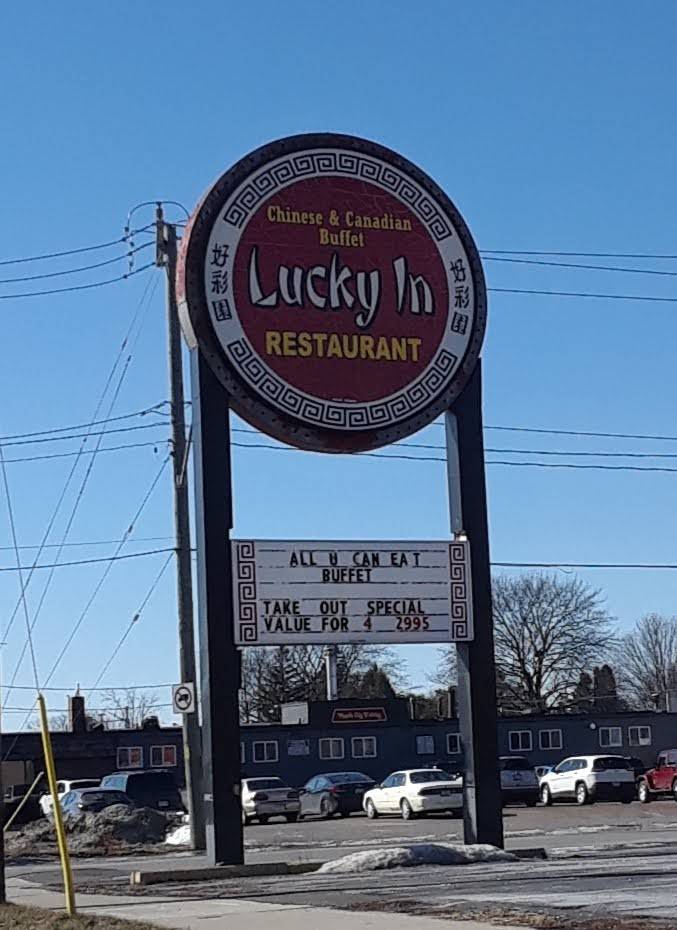 Chinese & Canadian
Buffet
Lucky In
RESTAURANT
好彩園
好彩園
ALL U CAN EAT
BUFFET
TAKE OUT SPECIAL
VALUE FOR 4 2995